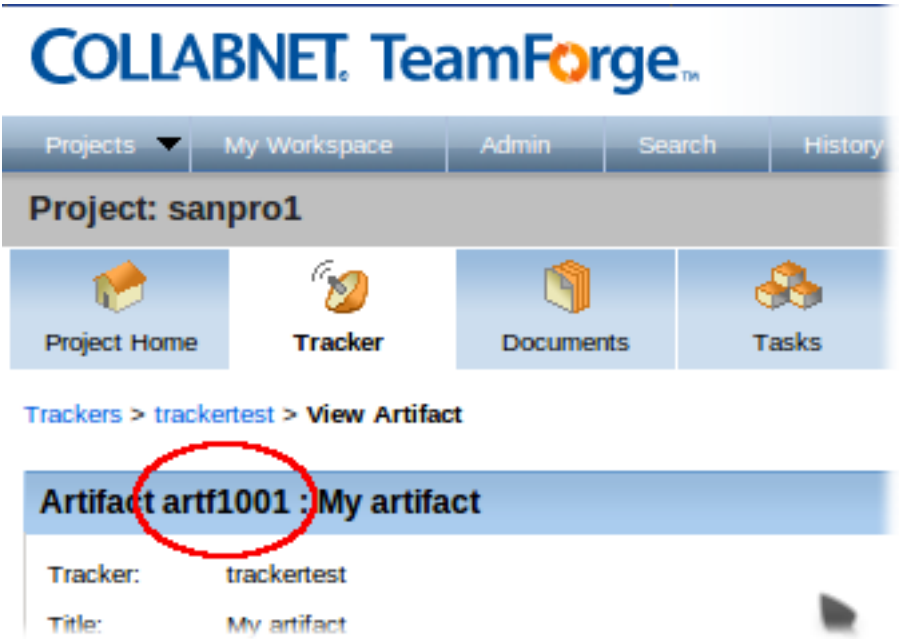 COLLABNET. TeamForge™
Projects My Workspace Admin Search History
Project: sanpro1
Project Home Tracker Documents Tasks
Trackers > trackertest > View Artifact
Artifact artf1001 : My artifact
Tracker: trackertest
Title: My artifact